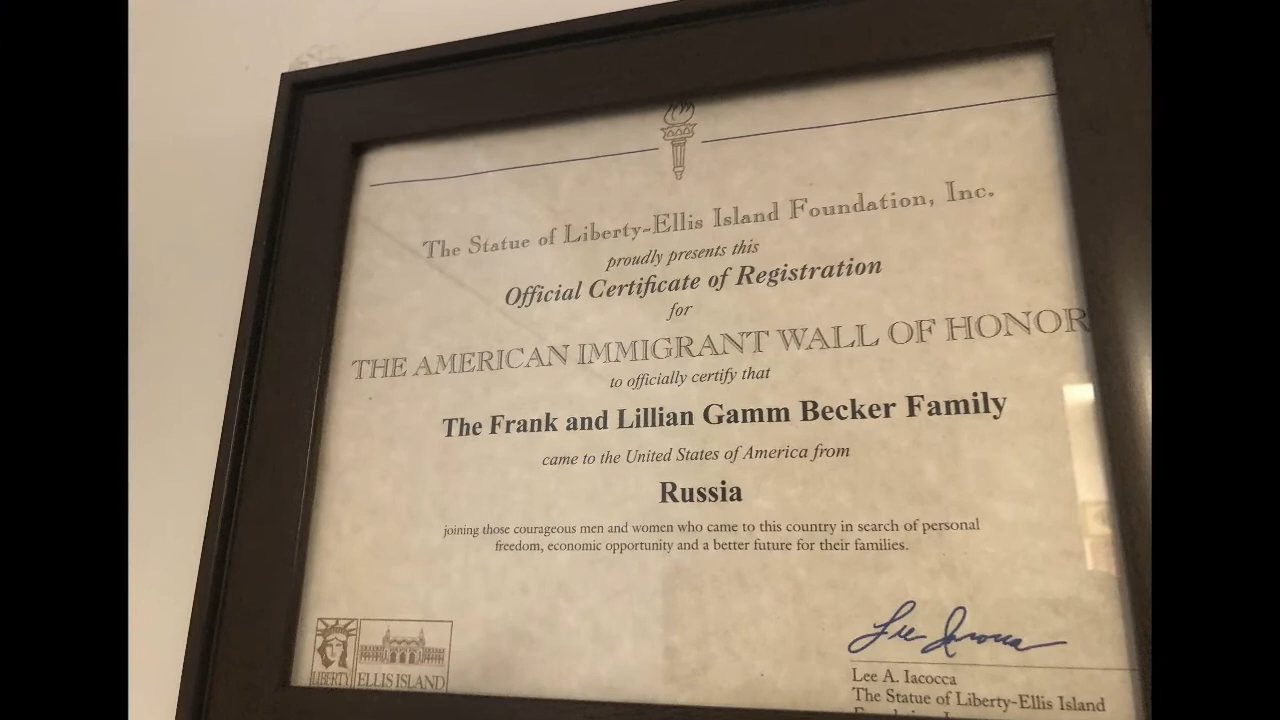 The Statue of Liberty-Ellis Island Foundation, Inc.
proudly presents this
Official Certificate of Registration
for
THE AMERICAN IMMIGRANT WALL OF HONOR
to officially certify that
The Frank and Lillian Gamm Becker Family
came to the United States of America from
Russia
joining those courageous men and women who came to this country in search of personal
freedom, economic opportunity and a better future for their families.
Lee Iacocca
LIBERTY ELLIS ISLAND
Lee A. Iacocca
The Statue of Liberty-Ellis Island